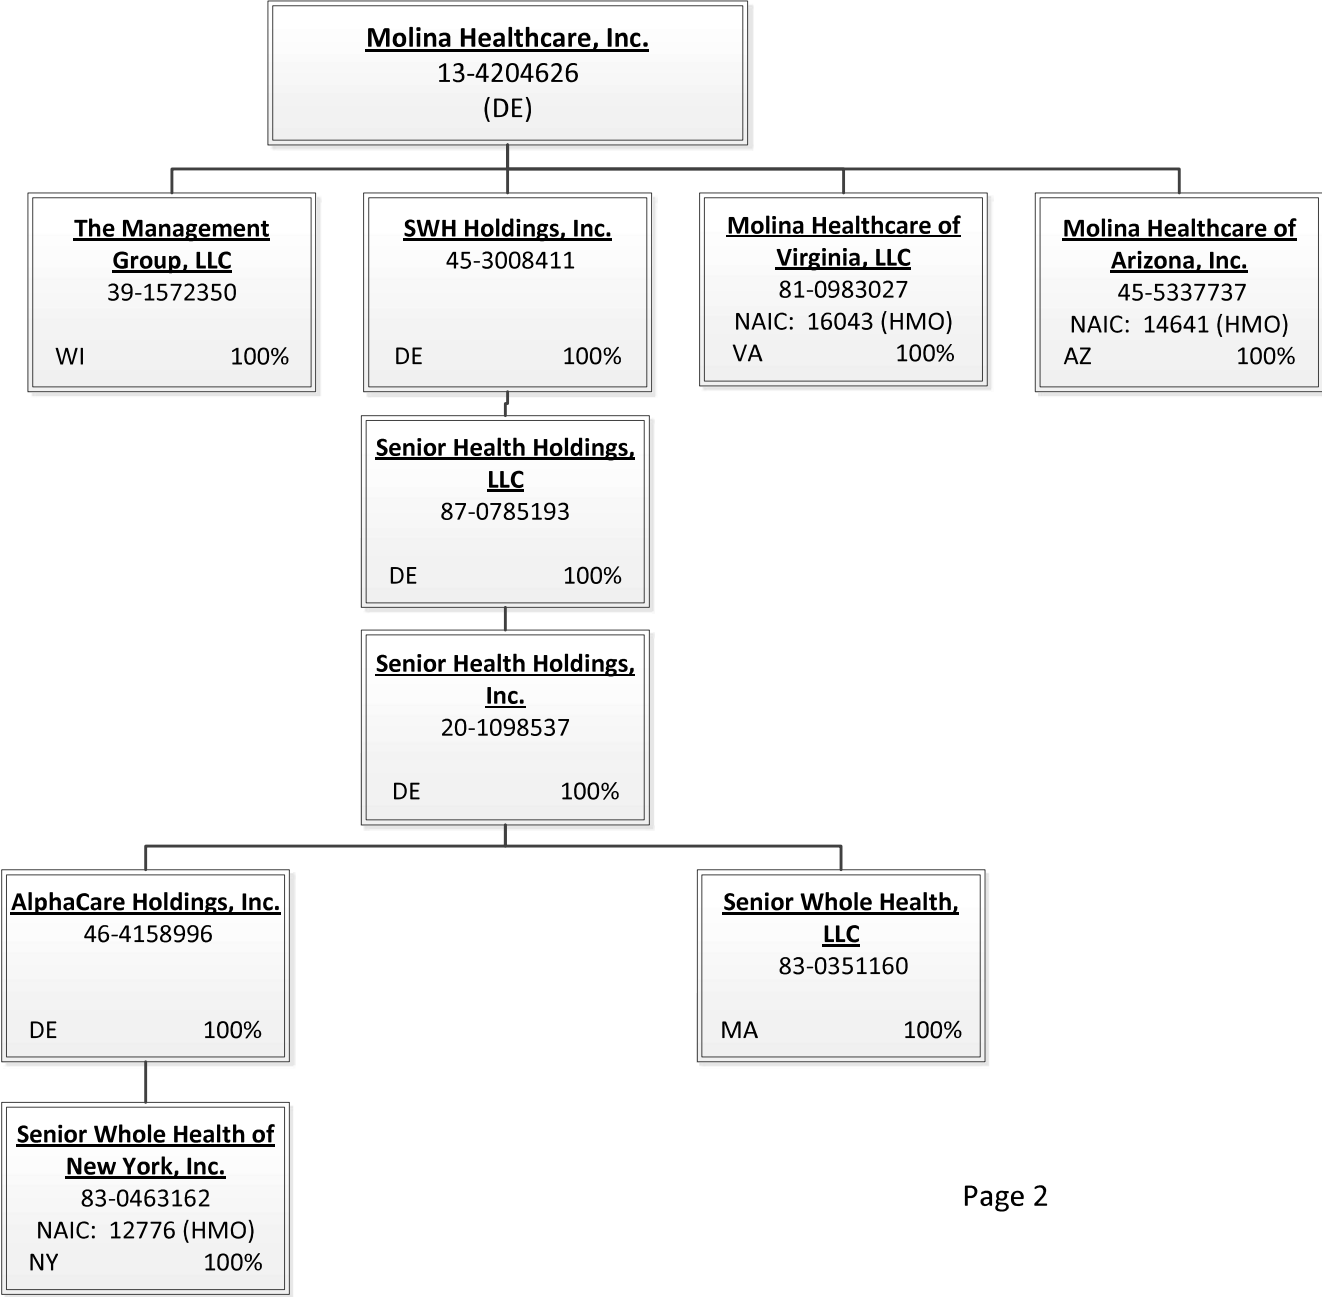 Molina Healthcare, Inc.
13-4204626
(DE)
The Management
Group, LLC
39-1572350
WI 100%
SWH Holdings, Inc.
45-3008411
DE 100%
Molina Healthcare of
Virginia, LLC
81-0983027
NAIC: 16043 (HMO)
VA 100%
Molina Healthcare of
Arizona, Inc.
45-5337737
NAIC: 14641 (HMO)
AZ 100%
Senior Health Holdings,
LLC
87-0785193
DE 100%
Senior Health Holdings,
Inc.
20-1098537
DE 100%
AlphaCare Holdings, Inc.
46-4158996
DE 100%
Senior Whole Health,
LLC
83-0351160
MA 100%
Senior Whole Health of
New York, Inc.
83-0463162
NAIC: 12776 (HMO)
NY 100%
Page 2